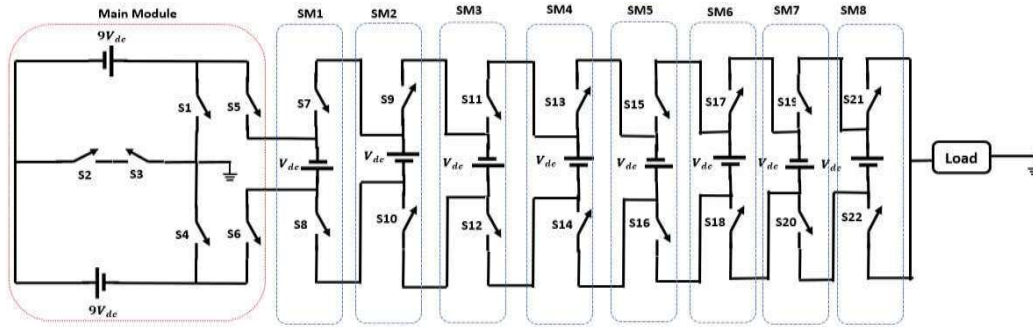 Main Module
SM1
SM2
SM3
SM4
SM5
SM6
SM7
SM8
9V_dc
S1
S5
S7
S9
S11
S13
S15
S17
S19
S21
S2
S3
V_dc
V_dc
V_dc
V_dc
V_dc
V_dc
V_dc
V_dc
Load
S4
S6
S8
S10
S12
S14
S16
S18
S20
S22
9V_dc